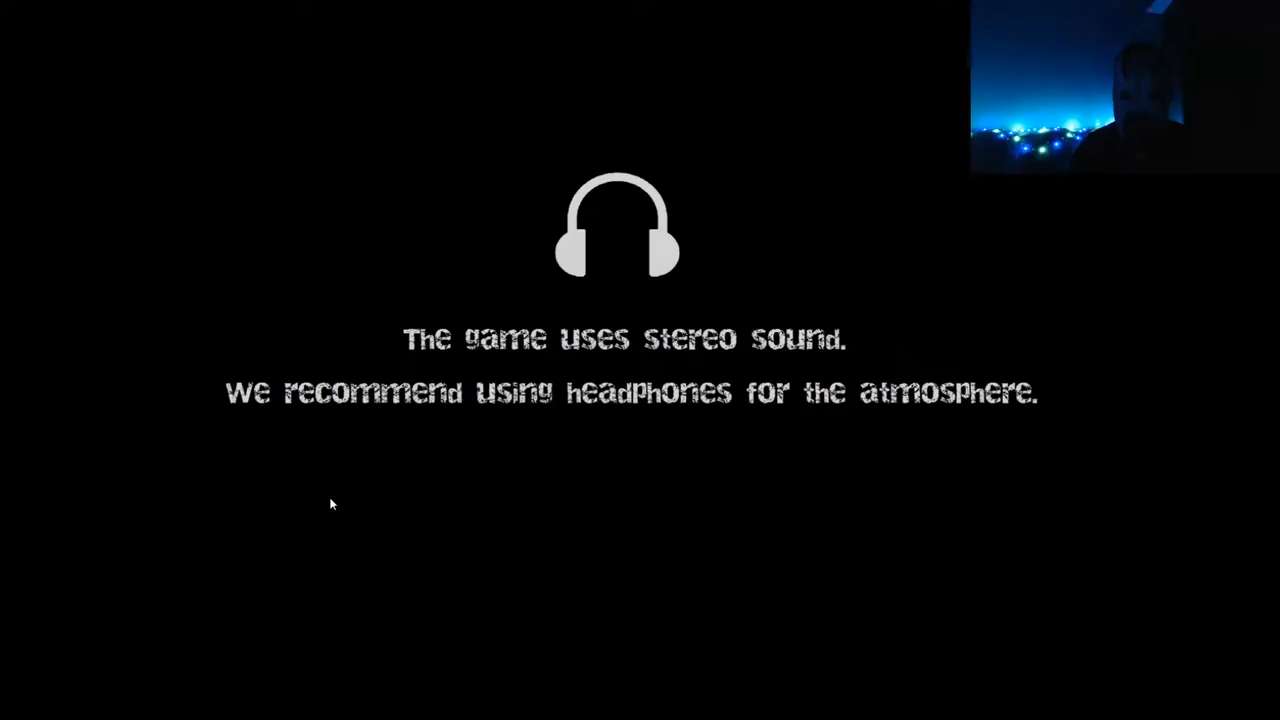 The game uses stereo sound.
We recommend using headphones for the atmosphere.